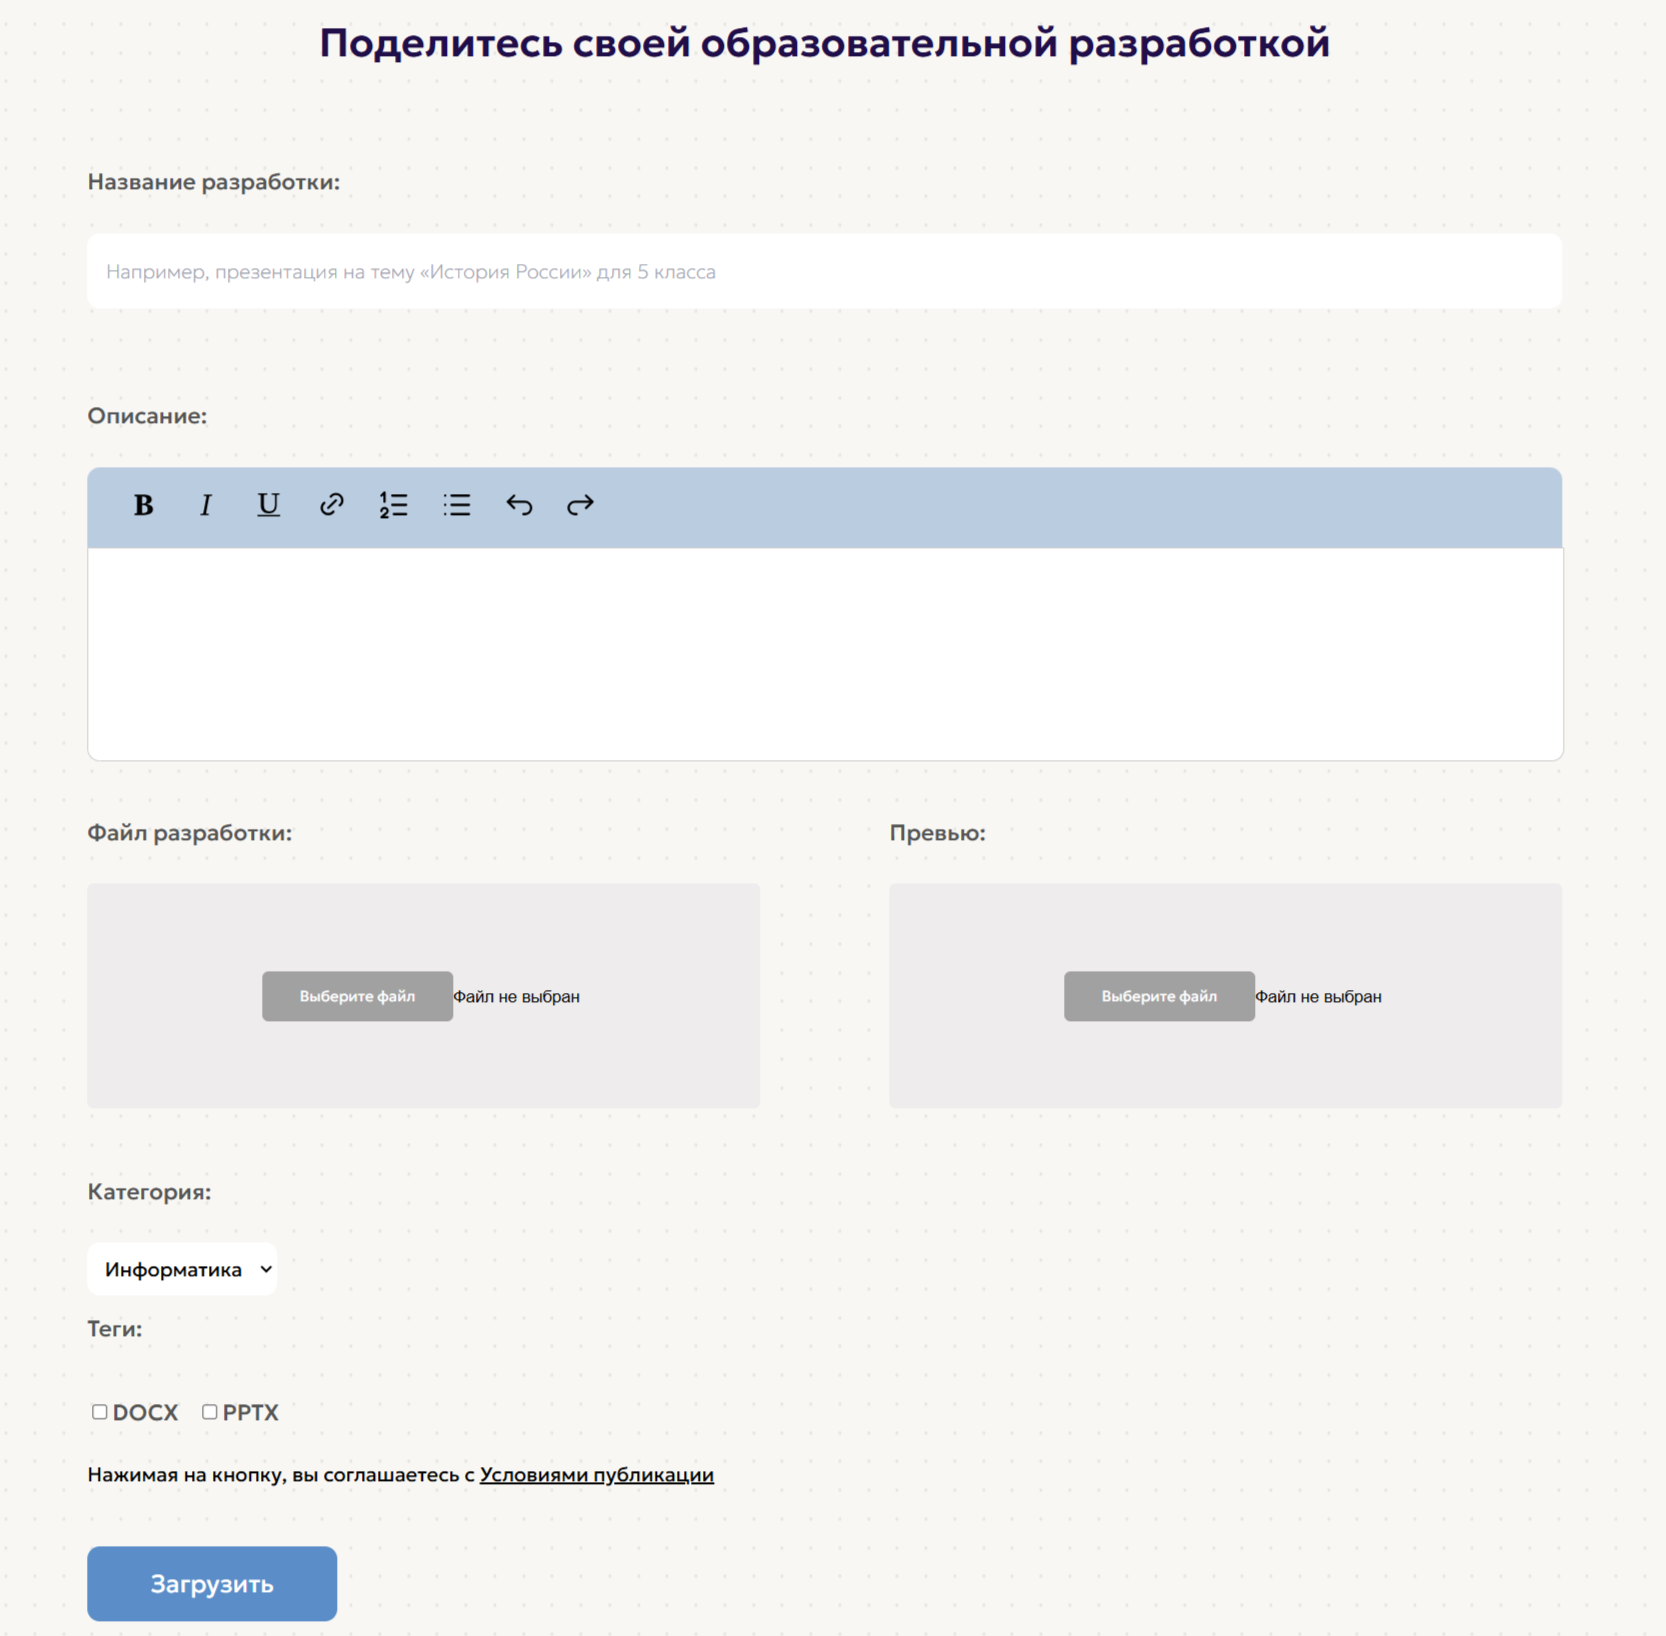 Поделитесь своей образовательной разработкой
Название разработки:
Например, презентация на тему «История России» для 5 класса
Описание:
B I U
Файл разработки:
Превью:
Выберите файл Файл не выбран
Выберите файл Файл не выбран
Категория:
Информатика
Теги:
DOCX PPTX
Нажимая на кнопку, вы соглашаетесь с Условиями публикации
Загрузить